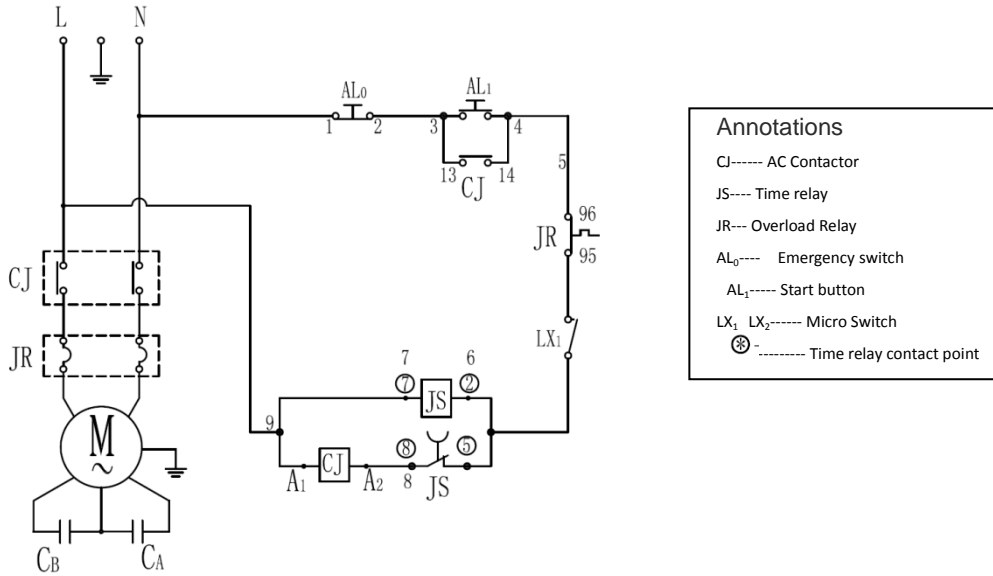 L N
AL₀ AL₁
1 2 3 4
13 14
CJ
5
96
JR
95
CJ
LX₁
JR
7 6
⑦ ②
JS
9
M
~
⑧ ⑤
CJ
A₁ A₂ 8 JS
C_B C_A
Annotations
CJ------ AC Contactor
JS---- Time relay
JR--- Overload Relay
AL₀---- Emergency switch
AL₁----- Start button
LX₁ LX₂------ Micro Switch
⊛ - --------- Time relay contact point